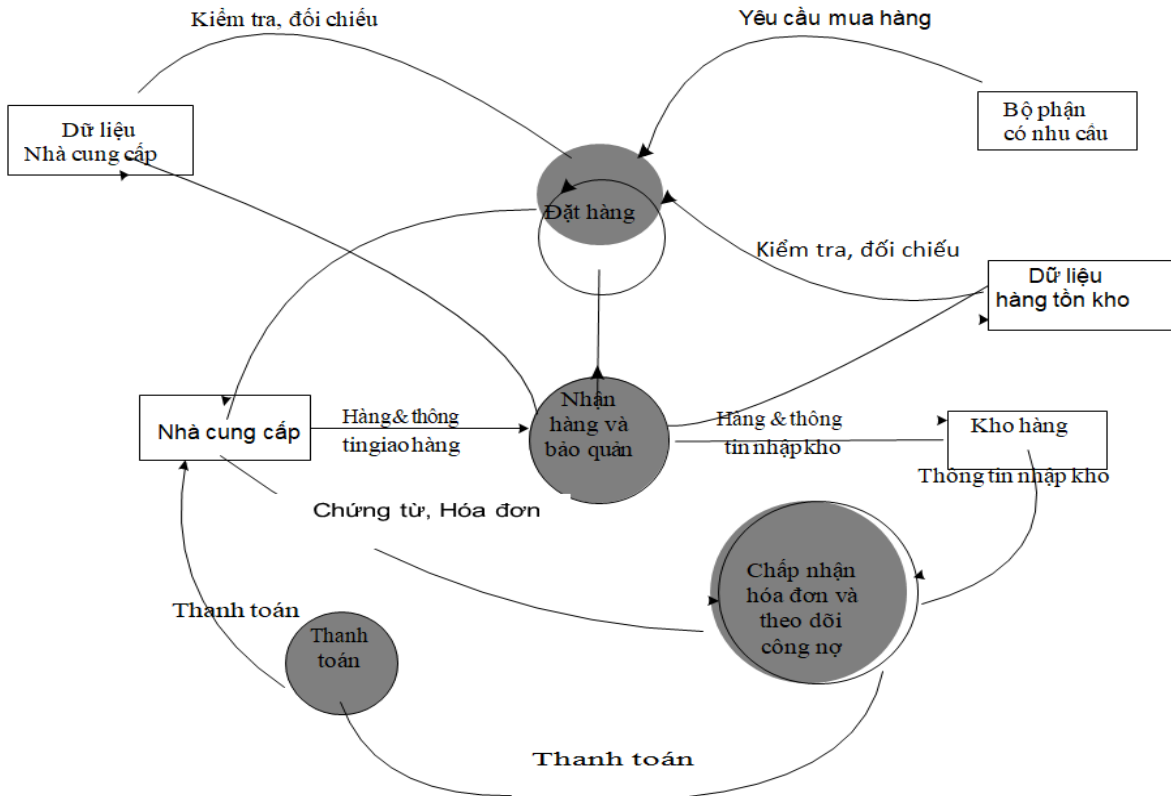 Kiểm tra, đối chiếu
Yêu cầu mua hàng
Dữ liệu
Nhà cung cấp
Bộ phận
có nhu cầu
Đặt hàng
Kiểm tra, đối chiếu
Dữ liệu
hàng tồn kho
Nhà cung cấp
Hàng & thông
tingiao hàng
Nhận
hàng và
bảo quản
Hàng & thông
tin nhập kho
Kho hàng
Thông tin nhập kho
Chứng từ, Hóa đơn
Chấp nhận
hóa đơn và
theo dõi
công nợ
Thanh toán
Thanh
toán
Thanh toán